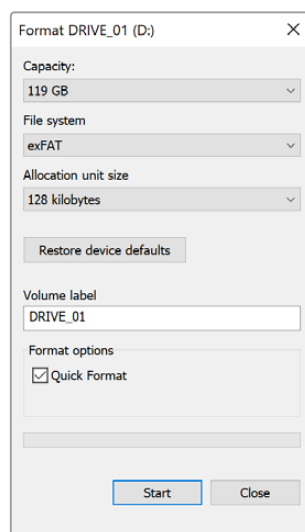 Format DRIVE_01 (D:)
Capacity:
119 GB
File system
exFAT
Allocation unit size
128 kilobytes
Restore device defaults
Volume label
DRIVE_01
Format options
Quick Format
Start Close